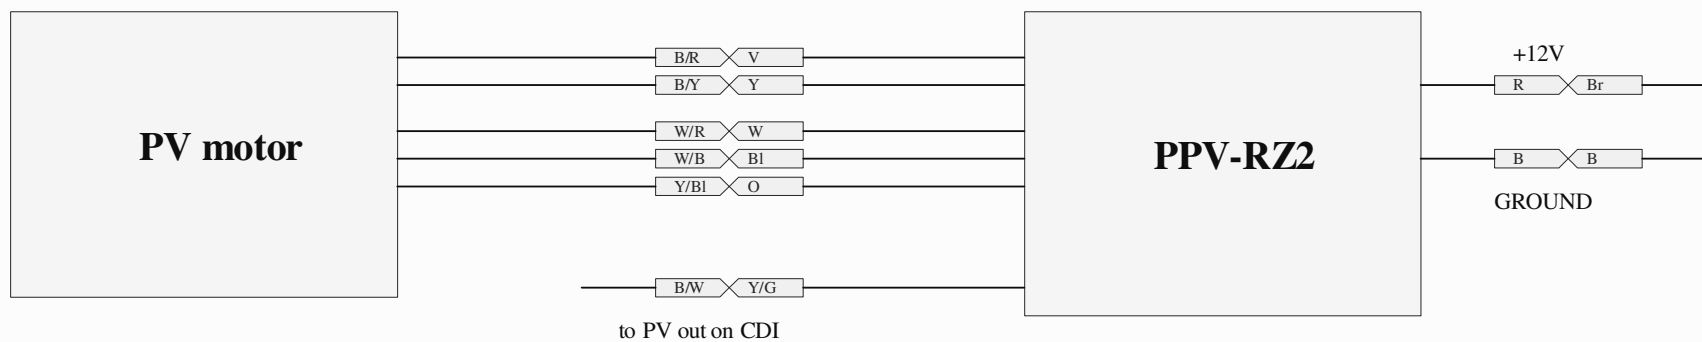 PV motor
B/R V
B/Y Y
W/R W
W/B Bl
Y/Bl O
B/W Y/G
to PV out on CDI
PPV-RZ2
+12V
R Br
B B
GROUND